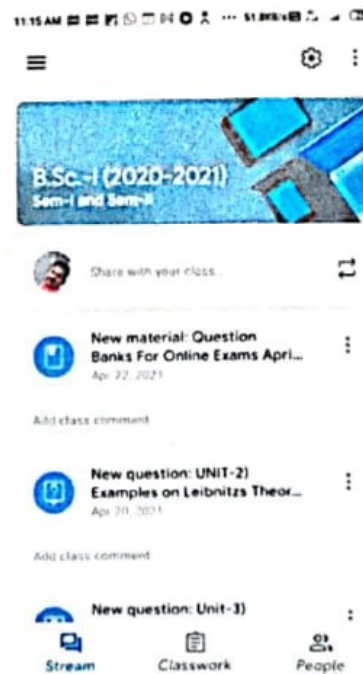 11:15 AM
B.Sc.-I (2020-2021)
Sem-I and Sem-II
Share with your class...
New material: Question
Banks For Online Exams Apri...
Apr 22, 2021
Add class comment
New question: UNIT-2)
Examples on Leibnitzs Theor...
Apr 20, 2021
Add class comment
New question: Unit-3)
Stream Classwork People